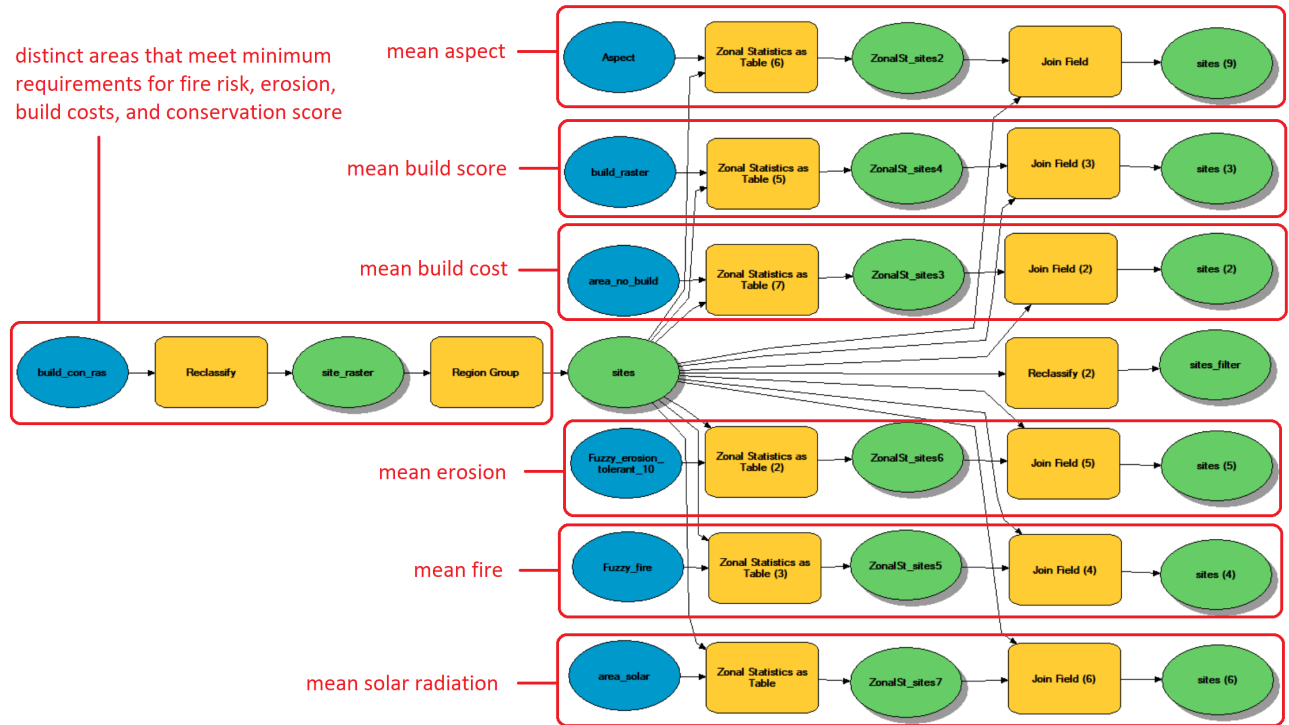 distinct areas that meet minimum
requirements for fire risk, erosion,
build costs, and conservation score
mean aspect
Aspect
Zonal Statistics as
Table (6)
ZonalSt_sites2
Join Field
sites (9)
mean build score
build_raster
Zonal Statistics as
Table (5)
ZonalSt_sites4
Join Field (3)
sites (3)
mean build cost
area_no_build
Zonal Statistics as
Table (7)
ZonalSt_sites3
Join Field (2)
sites (2)
build_con_ras
Reclassify
site_raster
Region Group
sites
Reclassify (2)
sites_filter
mean erosion
Fuzzy_erosion_
tolerant_10
Zonal Statistics as
Table (2)
ZonalSt_sites6
Join Field (5)
sites (5)
mean fire
Fuzzy_fire
Zonal Statistics as
Table (3)
ZonalSt_sites5
Join Field (4)
sites (4)
mean solar radiation
area_solar
Zonal Statistics as
Table
ZonalSt_sites7
Join Field (6)
sites (6)